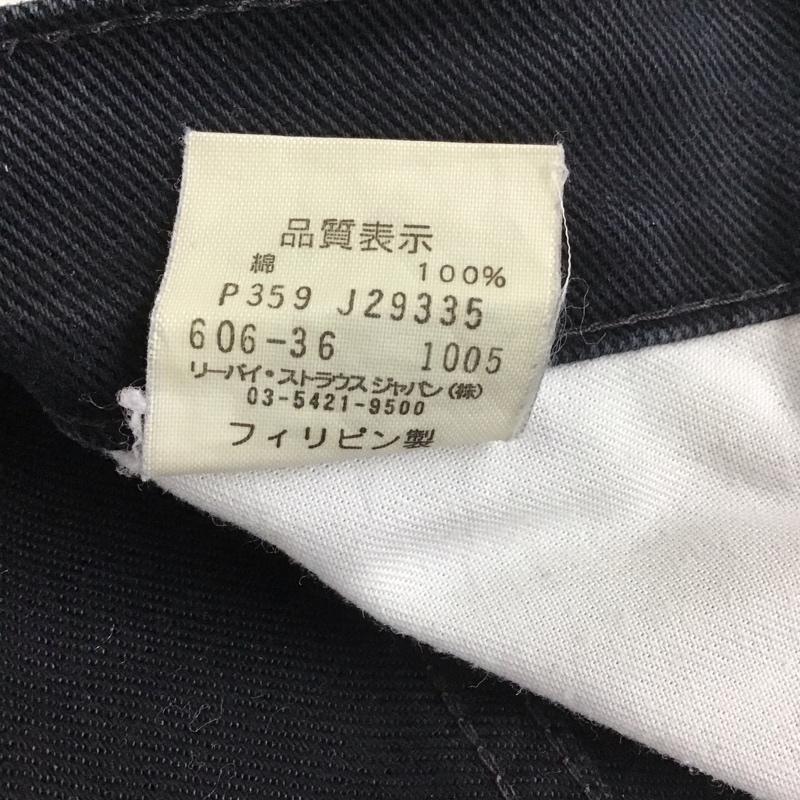 品質表示
綿 100%
P359 J29335
606-36 1005
リーバイ・ストラウス ジャパン(株)
03-5421-9500
フィリピン製